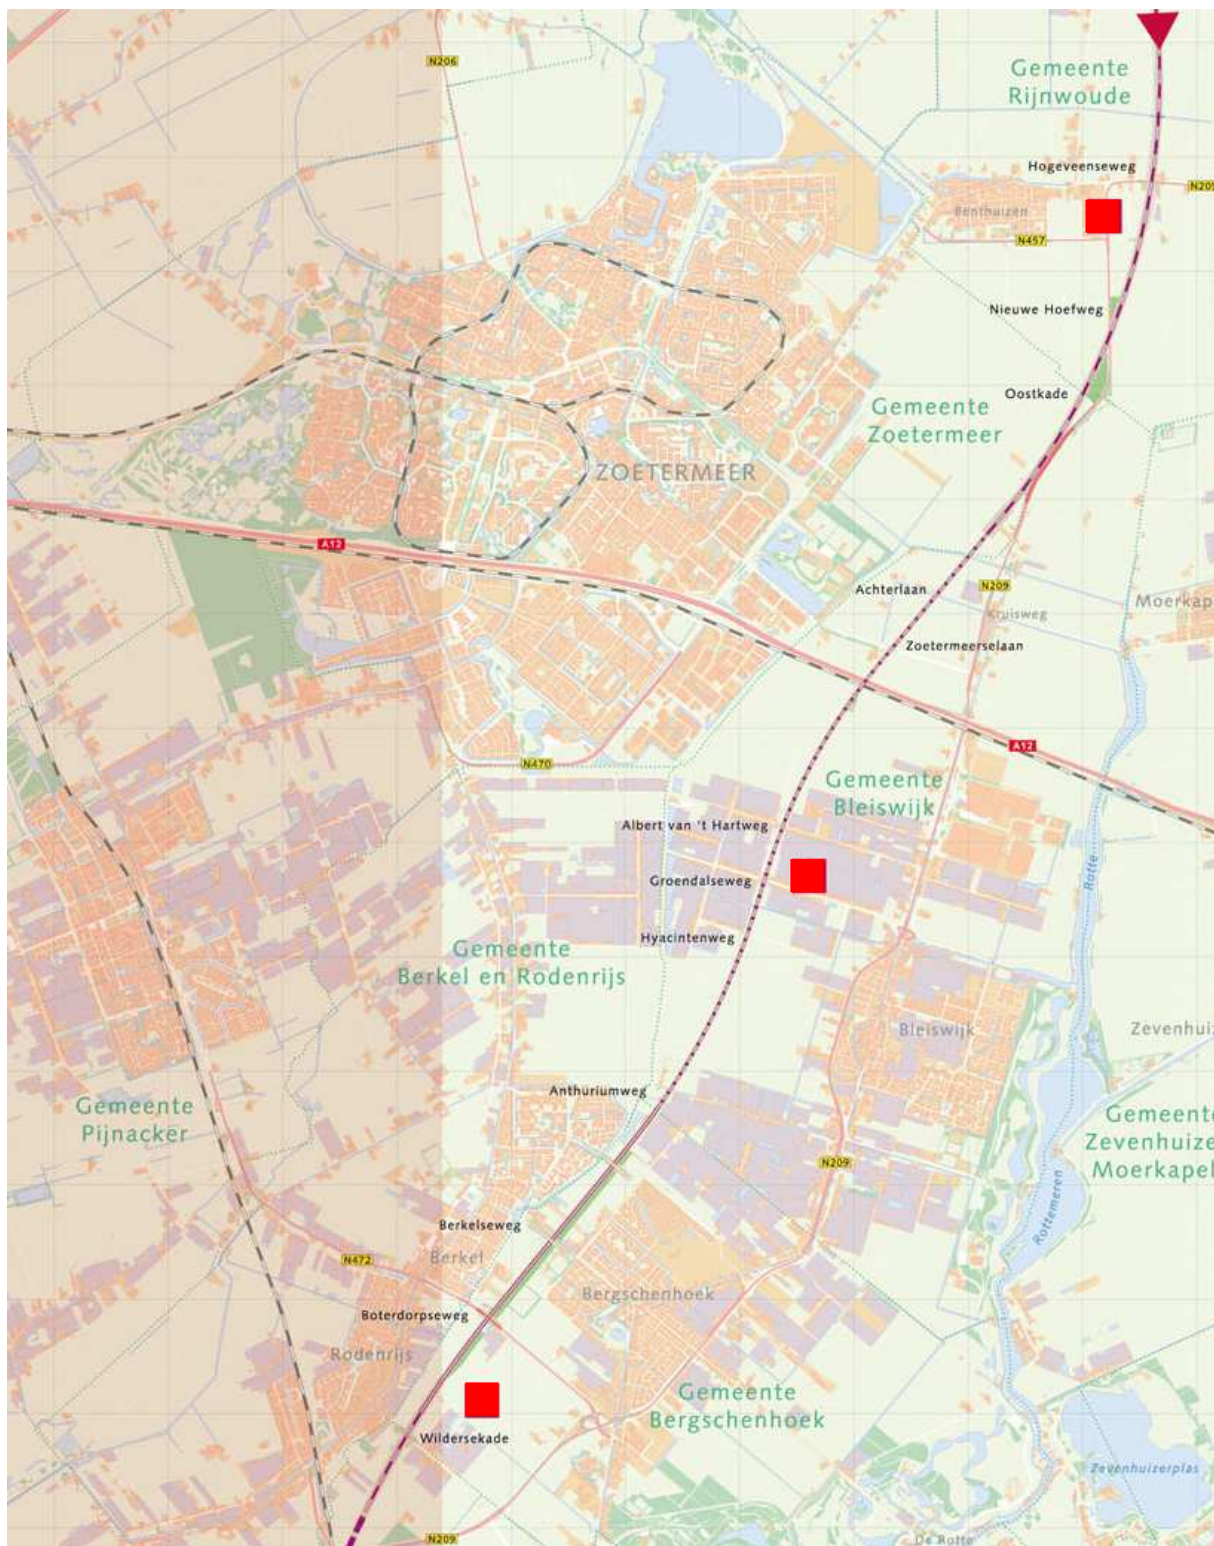 N206
Gemeente
Rijnwoude
Hogeveenseweg
N209
Benthuizen
N457
Nieuwe Hoefweg
Oostkade
Gemeente
Zoetermeer
ZOETERMEER
A12
Achterlaan
N209
Kruisweg
Moerkap
Zoetermeerselaan
A12
N470
Gemeente
Bleiswijk
Albert van 't Hartweg
Groendalseweg
Rotte
Hyacintenweg
Gemeente
Berkel en Rodenrijs
Bleiswijk
Zevenhuiz
Anthuriumweg
Gemeente
Pijnacker
Gemeente
Zevenhuize
Moerkapel
N209
Rottemeren
Berkelseweg
Berkel
N472
Bergschenhoek
Boterdorpseweg
Rodenrijs
Gemeente
Bergschenhoek
Wildersekade
Zevenhuizerplas
N209
De Rotte